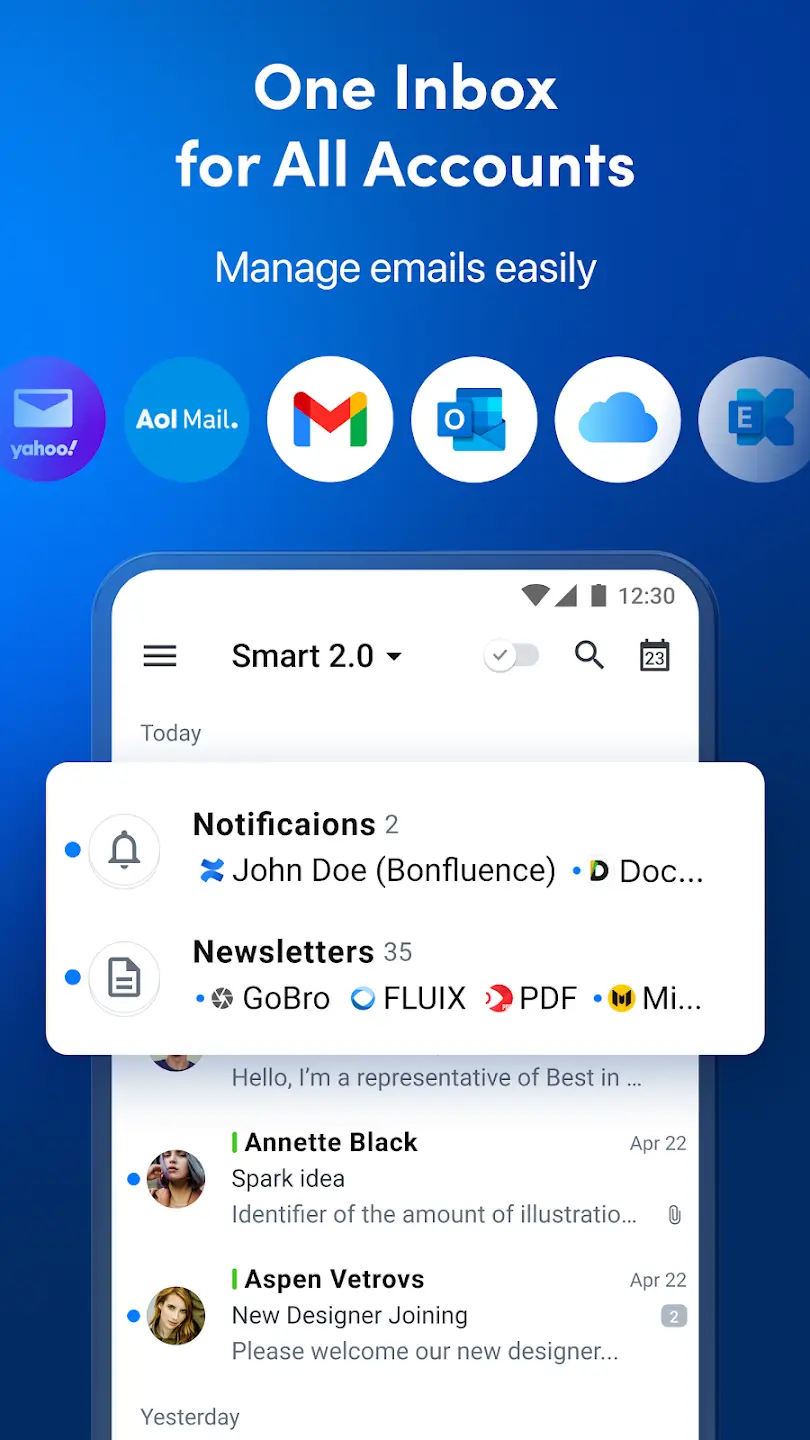 One Inbox
for All Accounts
Manage emails easily
yahoo!
Aol Mail.
O
E
12:30
Smart 2.0
23
Today
Notificaions 2
John Doe (Bonfluence) • D Doc...
Newsletters 35
• GoBro FLUIX PDF • Mi...
Hello, I’m a representative of Best in ...
Annette Black Apr 22
Spark idea
Identifier of the amount of illustratio...
Aspen Vetrovs Apr 22
New Designer Joining 2
Please welcome our new designer...
Yesterday